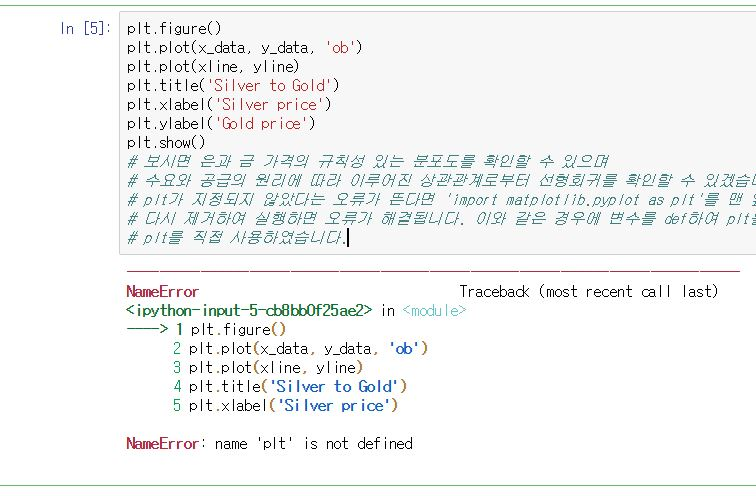 In [5]:
plt.figure()
plt.plot(x_data, y_data, 'ob')
plt.plot(xline, yline)
plt.title('Silver to Gold')
plt.xlabel('Silver price')
plt.ylabel('Gold price')
plt.show()
# 보시면 은과 금 가격의 규칙성 있는 분포도를 확인할 수 있으며
# 수요와 공급의 원리에 따라 이루어진 상관관계로부터 선형회귀를 확인할 수 있겠습
# plt가 지정되지 않았다는 오류가 뜬다면 'import matplotlib.pyplot as plt'를 맨
# 다시 제거하여 실행하면 오류가 해결됩니다. 이와 같은 경우에 변수를 def하여 plt를
# plt를 직접 사용하였습니다.
NameError Traceback (most recent call last)
<ipython-input-5-cb8bb0f25ae2> in <module>
----> 1 plt.figure()
2 plt.plot(x_data, y_data, 'ob')
3 plt.plot(xline, yline)
4 plt.title('Silver to Gold')
5 plt.xlabel('Silver price')
NameError: name 'plt' is not defined